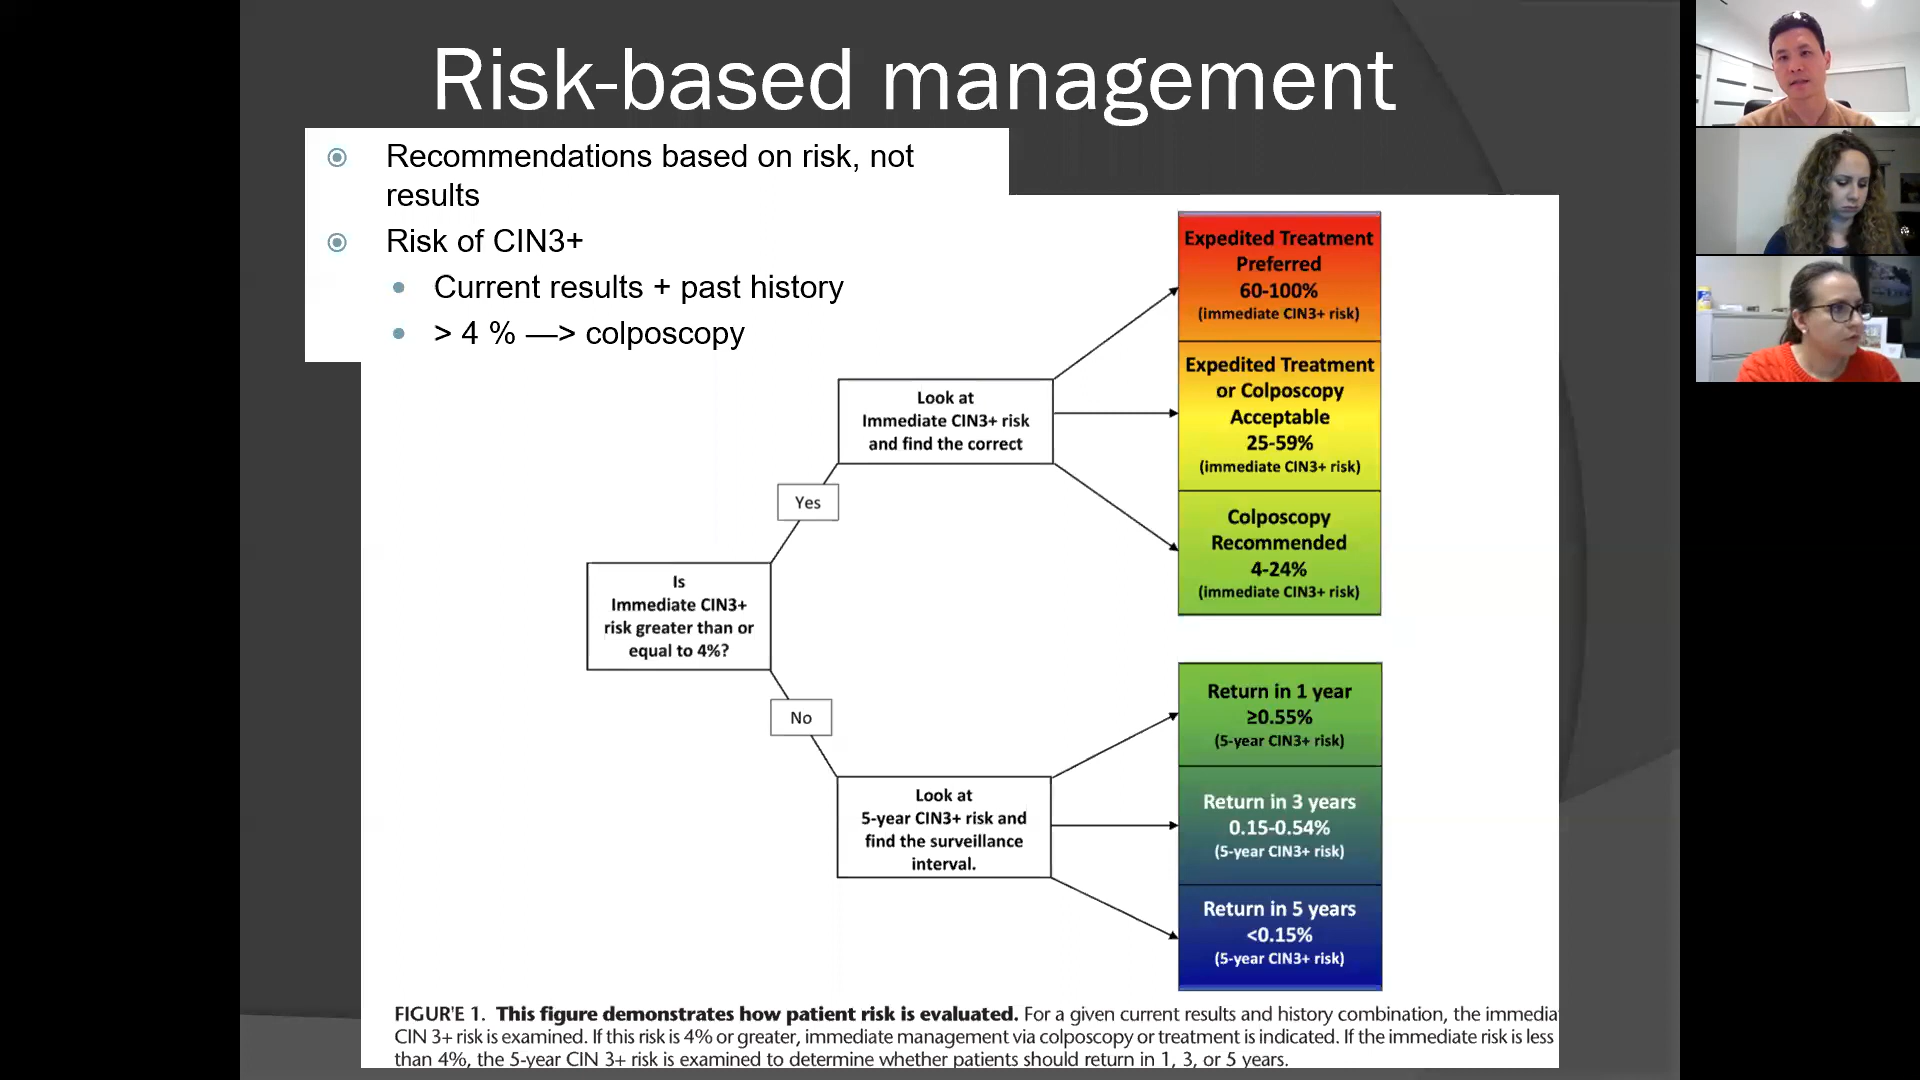 Risk-based management
Recommendations based on risk, not
results
Risk of CIN3+
Current results + past history
> 4 % —> colposcopy
Expedited Treatment
Preferred
60-100%
(immediate CIN3+ risk)
Expedited Treatment
or Colposcopy
Acceptable
25-59%
(immediate CIN3+ risk)
Colposcopy
Recommended
4-24%
(immediate CIN3+ risk)
Look at
Immediate CIN3+ risk
and find the correct
Yes
Is
Immediate CIN3+
risk greater than or
equal to 4%?
No
Look at
5-year CIN3+ risk and
find the surveillance
interval.
Return in 1 year
≥0.55%
(5-year CIN3+ risk)
Return in 3 years
0.15-0.54%
(5-year CIN3+ risk)
Return in 5 years
<0.15%
(5-year CIN3+ risk)
FIGUR'E 1. This figure demonstrates how patient risk is evaluated. For a given current results and history combination, the immedia
CIN 3+ risk is examined. If this risk is 4% or greater, immediate management via colposcopy or treatment is indicated. If the immediate risk is less
than 4%, the 5-year CIN 3+ risk is examined to determine whether patients should return in 1, 3, or 5 years.